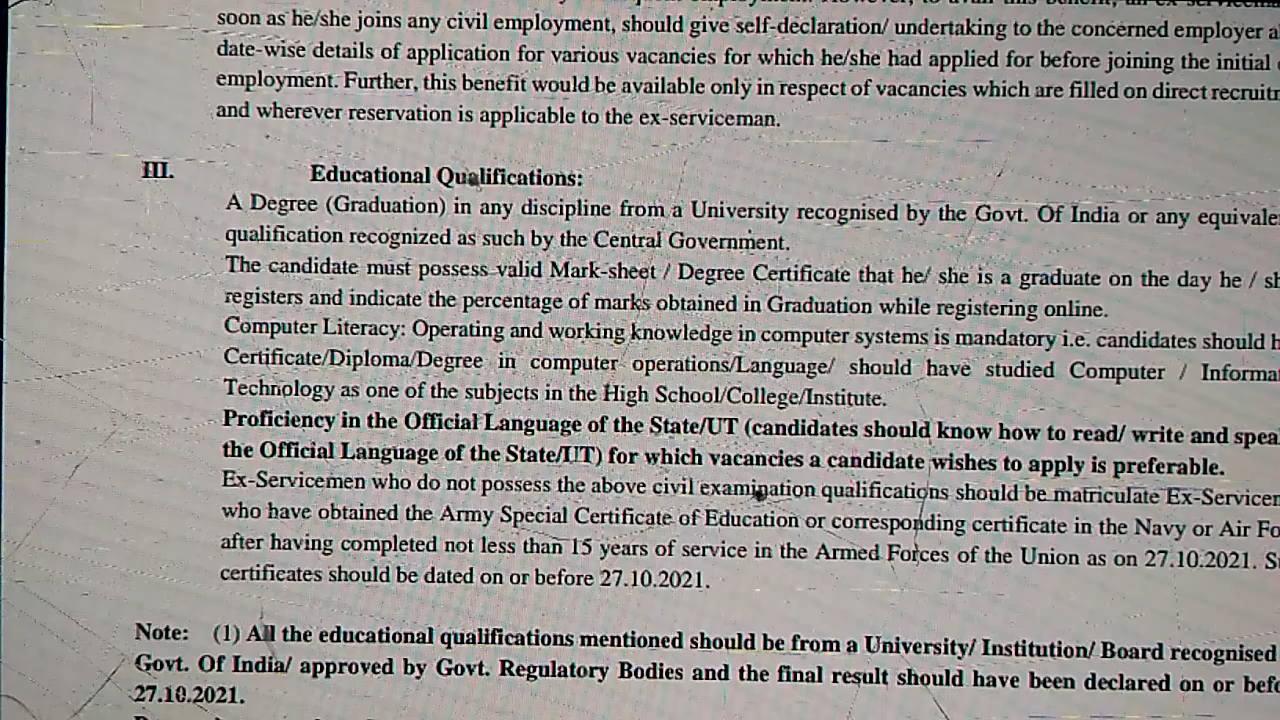 soon as he/she joins any civil employment, should give self-declaration/ undertaking to the concerned employer a
date-wise details of application for various vacancies for which he/she had applied for before joining the initial
employment. Further, this benefit would be available only in respect of vacancies which are filled on direct recruitr
and wherever reservation is applicable to the ex-serviceman.
III. Educational Qualifications:
A Degree (Graduation) in any discipline from a University recognised by the Govt. Of India or any equivale
qualification recognized as such by the Central Government.
The candidate must possess valid Mark-sheet / Degree Certificate that he/ she is a graduate on the day he / sh
registers and indicate the percentage of marks obtained in Graduation while registering online.
Computer Literacy: Operating and working knowledge in computer systems is mandatory i.e. candidates should h
Certificate/Diploma/Degree in computer operations/Language/ should have studied Computer / Informat
Technology as one of the subjects in the High School/College/Institute.
Proficiency in the Official Language of the State/UT (candidates should know how to read/ write and spea
the Official Language of the State/UT) for which vacancies a candidate wishes to apply is preferable.
Ex-Servicemen who do not possess the above civil examination qualifications should be matriculate Ex-Servicem
who have obtained the Army Special Certificate of Education or corresponding certificate in the Navy or Air Fo
after having completed not less than 15 years of service in the Armed Forces of the Union as on 27.10.2021. S
certificates should be dated on or before 27.10.2021.
Note: (1) All the educational qualifications mentioned should be from a University/ Institution/ Board recognised
Govt. Of India/ approved by Govt. Regulatory Bodies and the final result should have been declared on or befo
27.10.2021.